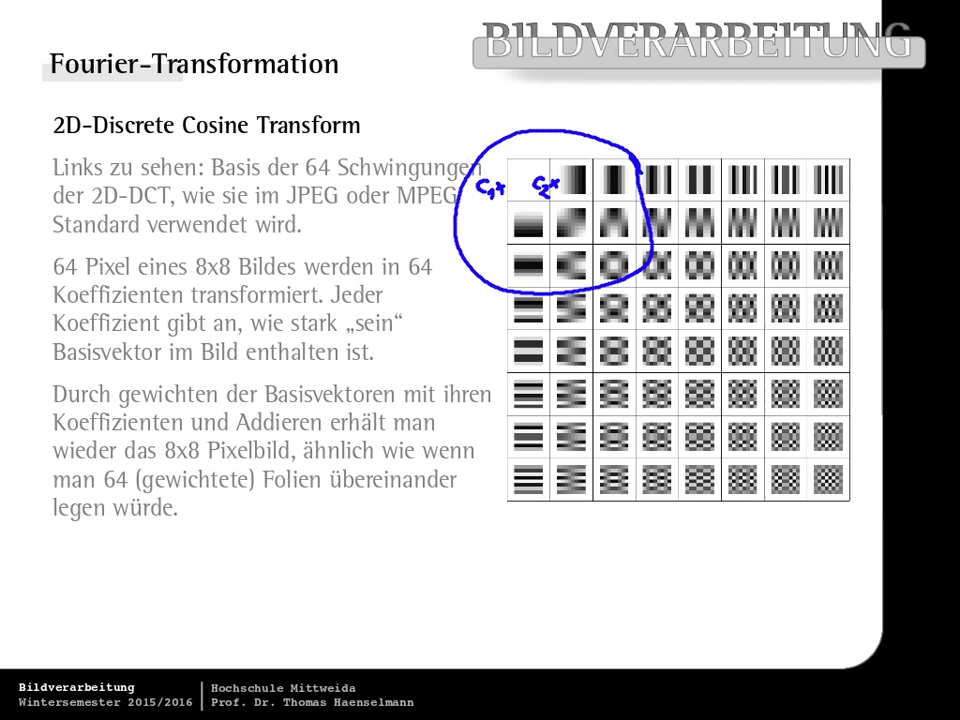 BILDVERARBEITUNG
Fourier-Transformation
2D-Discrete Cosine Transform
Links zu sehen: Basis der 64 Schwingungen
der 2D-DCT, wie sie im JPEG oder MPEG
Standard verwendet wird.
64 Pixel eines 8x8 Bildes werden in 64
Koeffizienten transformiert. Jeder
Koeffizient gibt an, wie stark „sein“
Basisvektor im Bild enthalten ist.
Durch gewichten der Basisvektoren mit ihren
Koeffizienten und Addieren erhält man
wieder das 8x8 Pixelbild, ähnlich wie wenn
man 64 (gewichtete) Folien übereinander
legen würde.
C₁* C₂*
Bildverarbeitung
Wintersemester 2015/2016
Hochschule Mittweida
Prof. Dr. Thomas Haenselmann